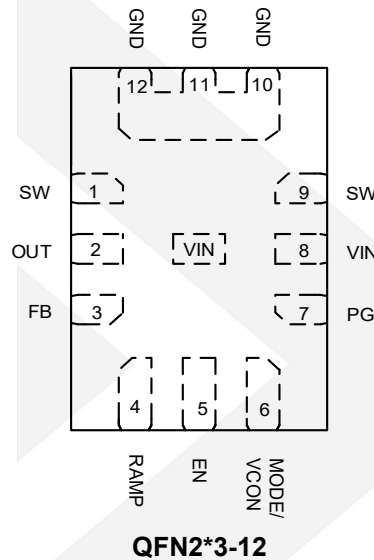 GND GND GND
12 11 10
SW 1 9 SW
OUT 2 VIN 8 VIN
FB 3 7 PG
4 5 6
RAMP EN MODE/
VCON
QFN2*3-12